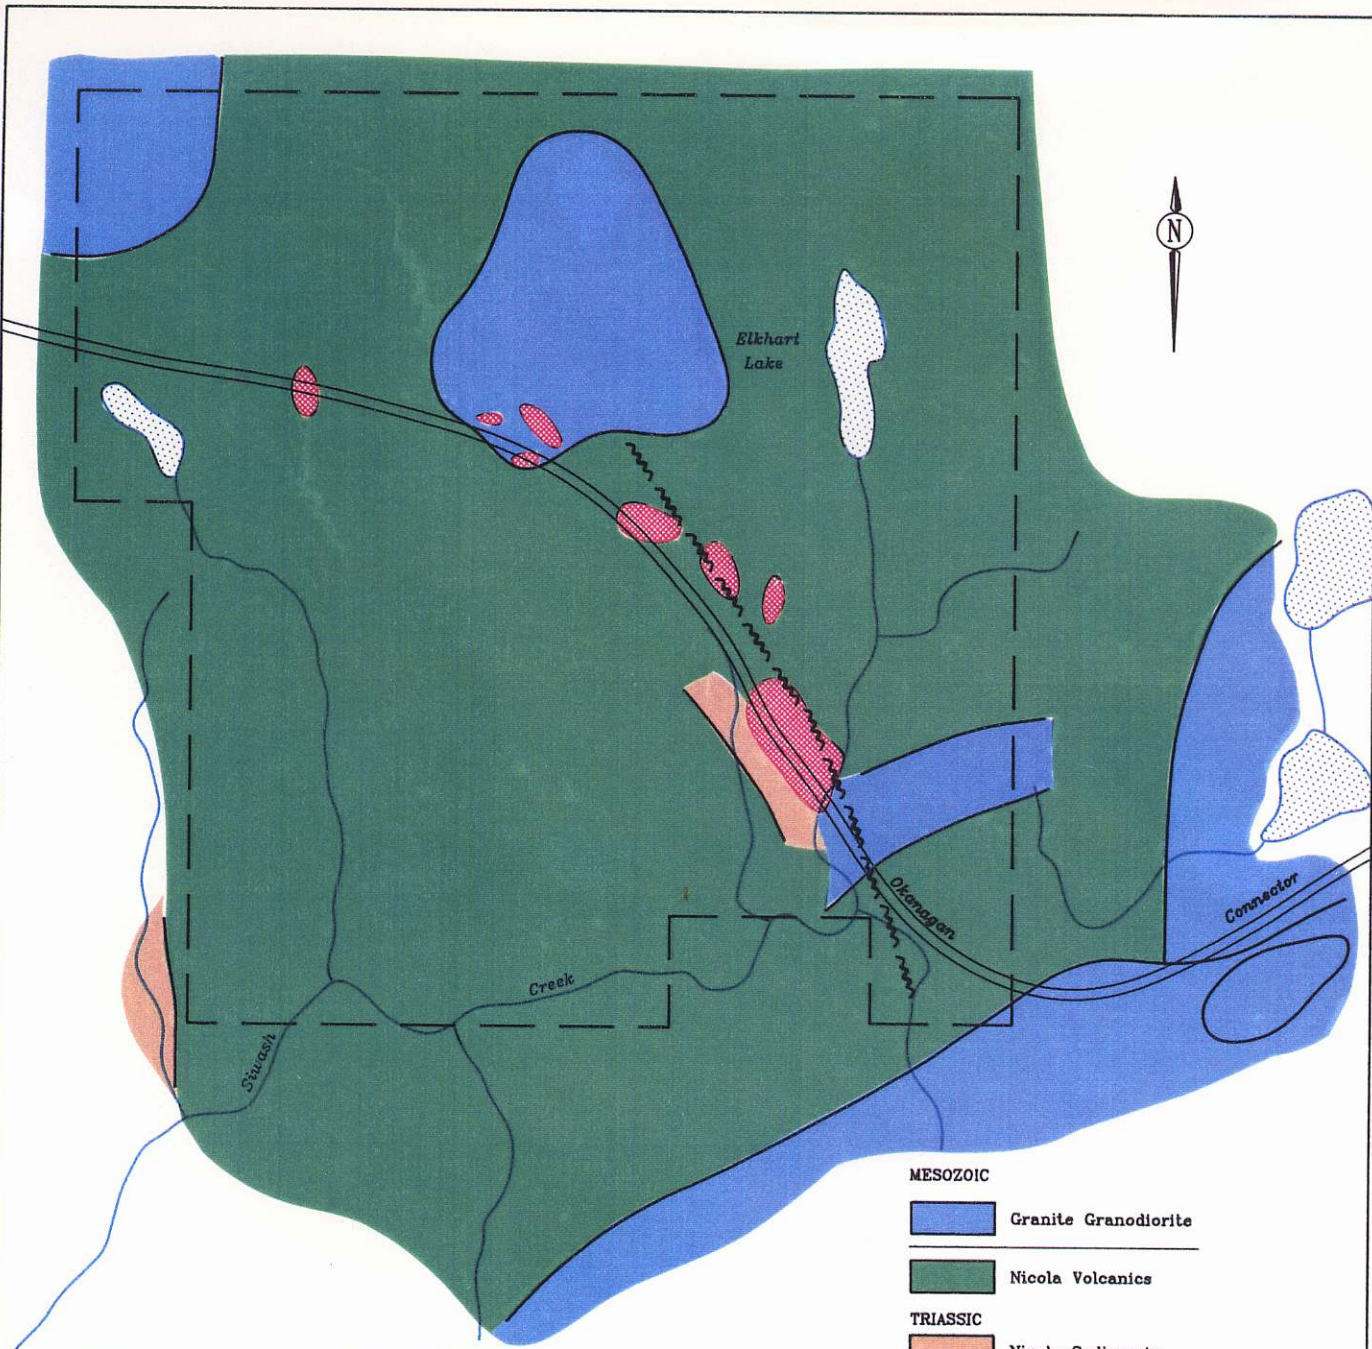 N
Elkhart
Lake
Okanagan
Connector
Creek
Siwash
MESOZOIC
Granite Granodiorite
Nicola Volcanics
TRIASSIC